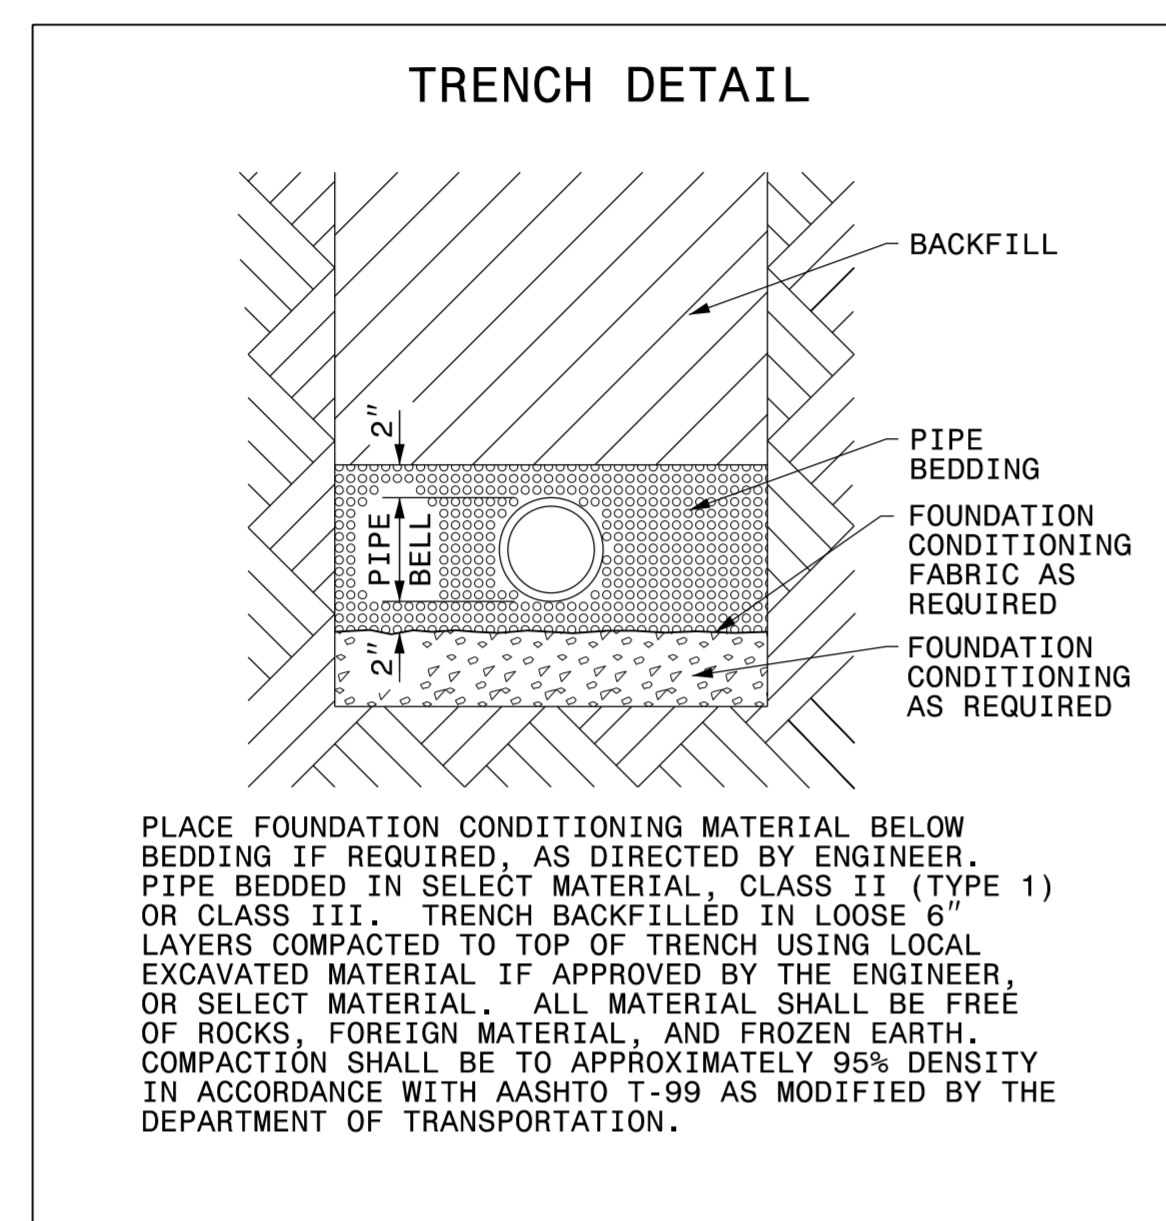 TRENCH DETAIL
BACKFILL
2"
PIPE
BEDDING
PIPE
BELL
FOUNDATION
CONDITIONING
FABRIC AS
REQUIRED
2"
FOUNDATION
CONDITIONING
AS REQUIRED
PLACE FOUNDATION CONDITIONING MATERIAL BELOW
BEDDING IF REQUIRED, AS DIRECTED BY ENGINEER.
PIPE BEDDED IN SELECT MATERIAL, CLASS II (TYPE 1)
OR CLASS III. TRENCH BACKFILLED IN LOOSE 6"
LAYERS COMPACTED TO TOP OF TRENCH USING LOCAL
EXCAVATED MATERIAL IF APPROVED BY THE ENGINEER,
OR SELECT MATERIAL. ALL MATERIAL SHALL BE FREE
OF ROCKS, FOREIGN MATERIAL, AND FROZEN EARTH.
COMPACTION SHALL BE TO APPROXIMATELY 95% DENSITY
IN ACCORDANCE WITH AASHTO T-99 AS MODIFIED BY THE
DEPARTMENT OF TRANSPORTATION.